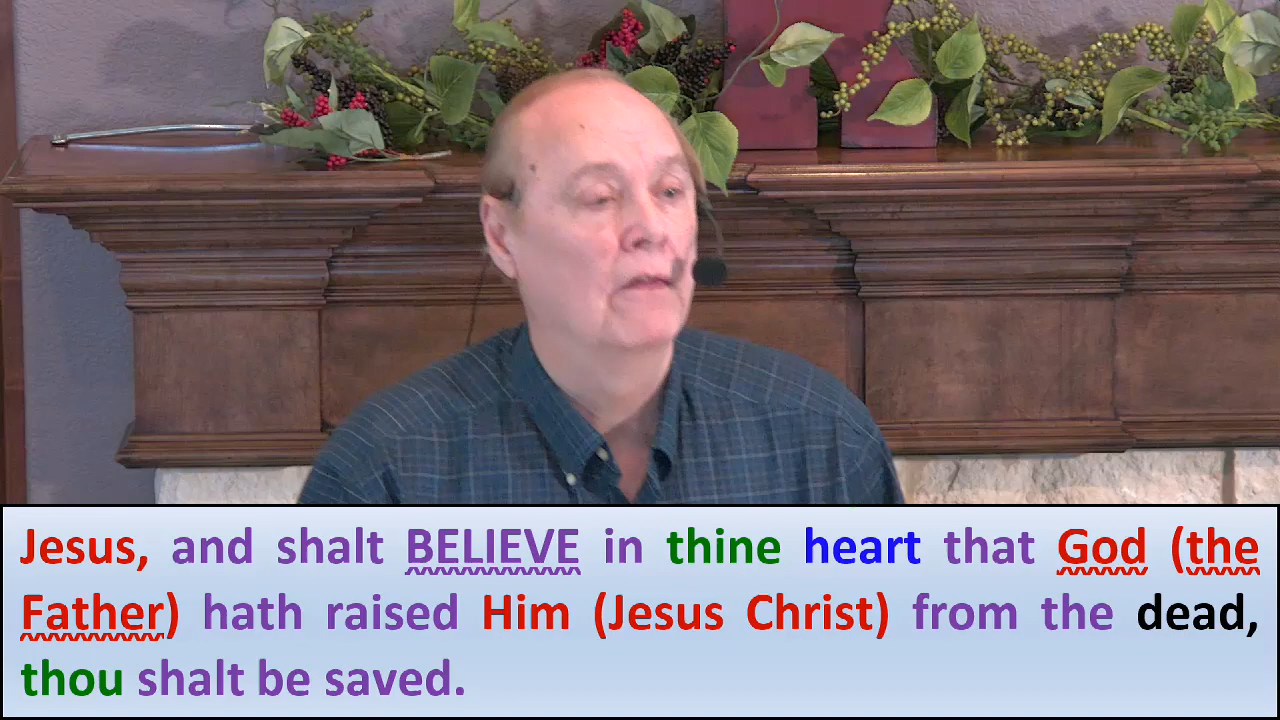 Jesus, and shalt BELIEVE in thine heart that God (the
Father) hath raised Him (Jesus Christ) from the dead,
thou shalt be saved.